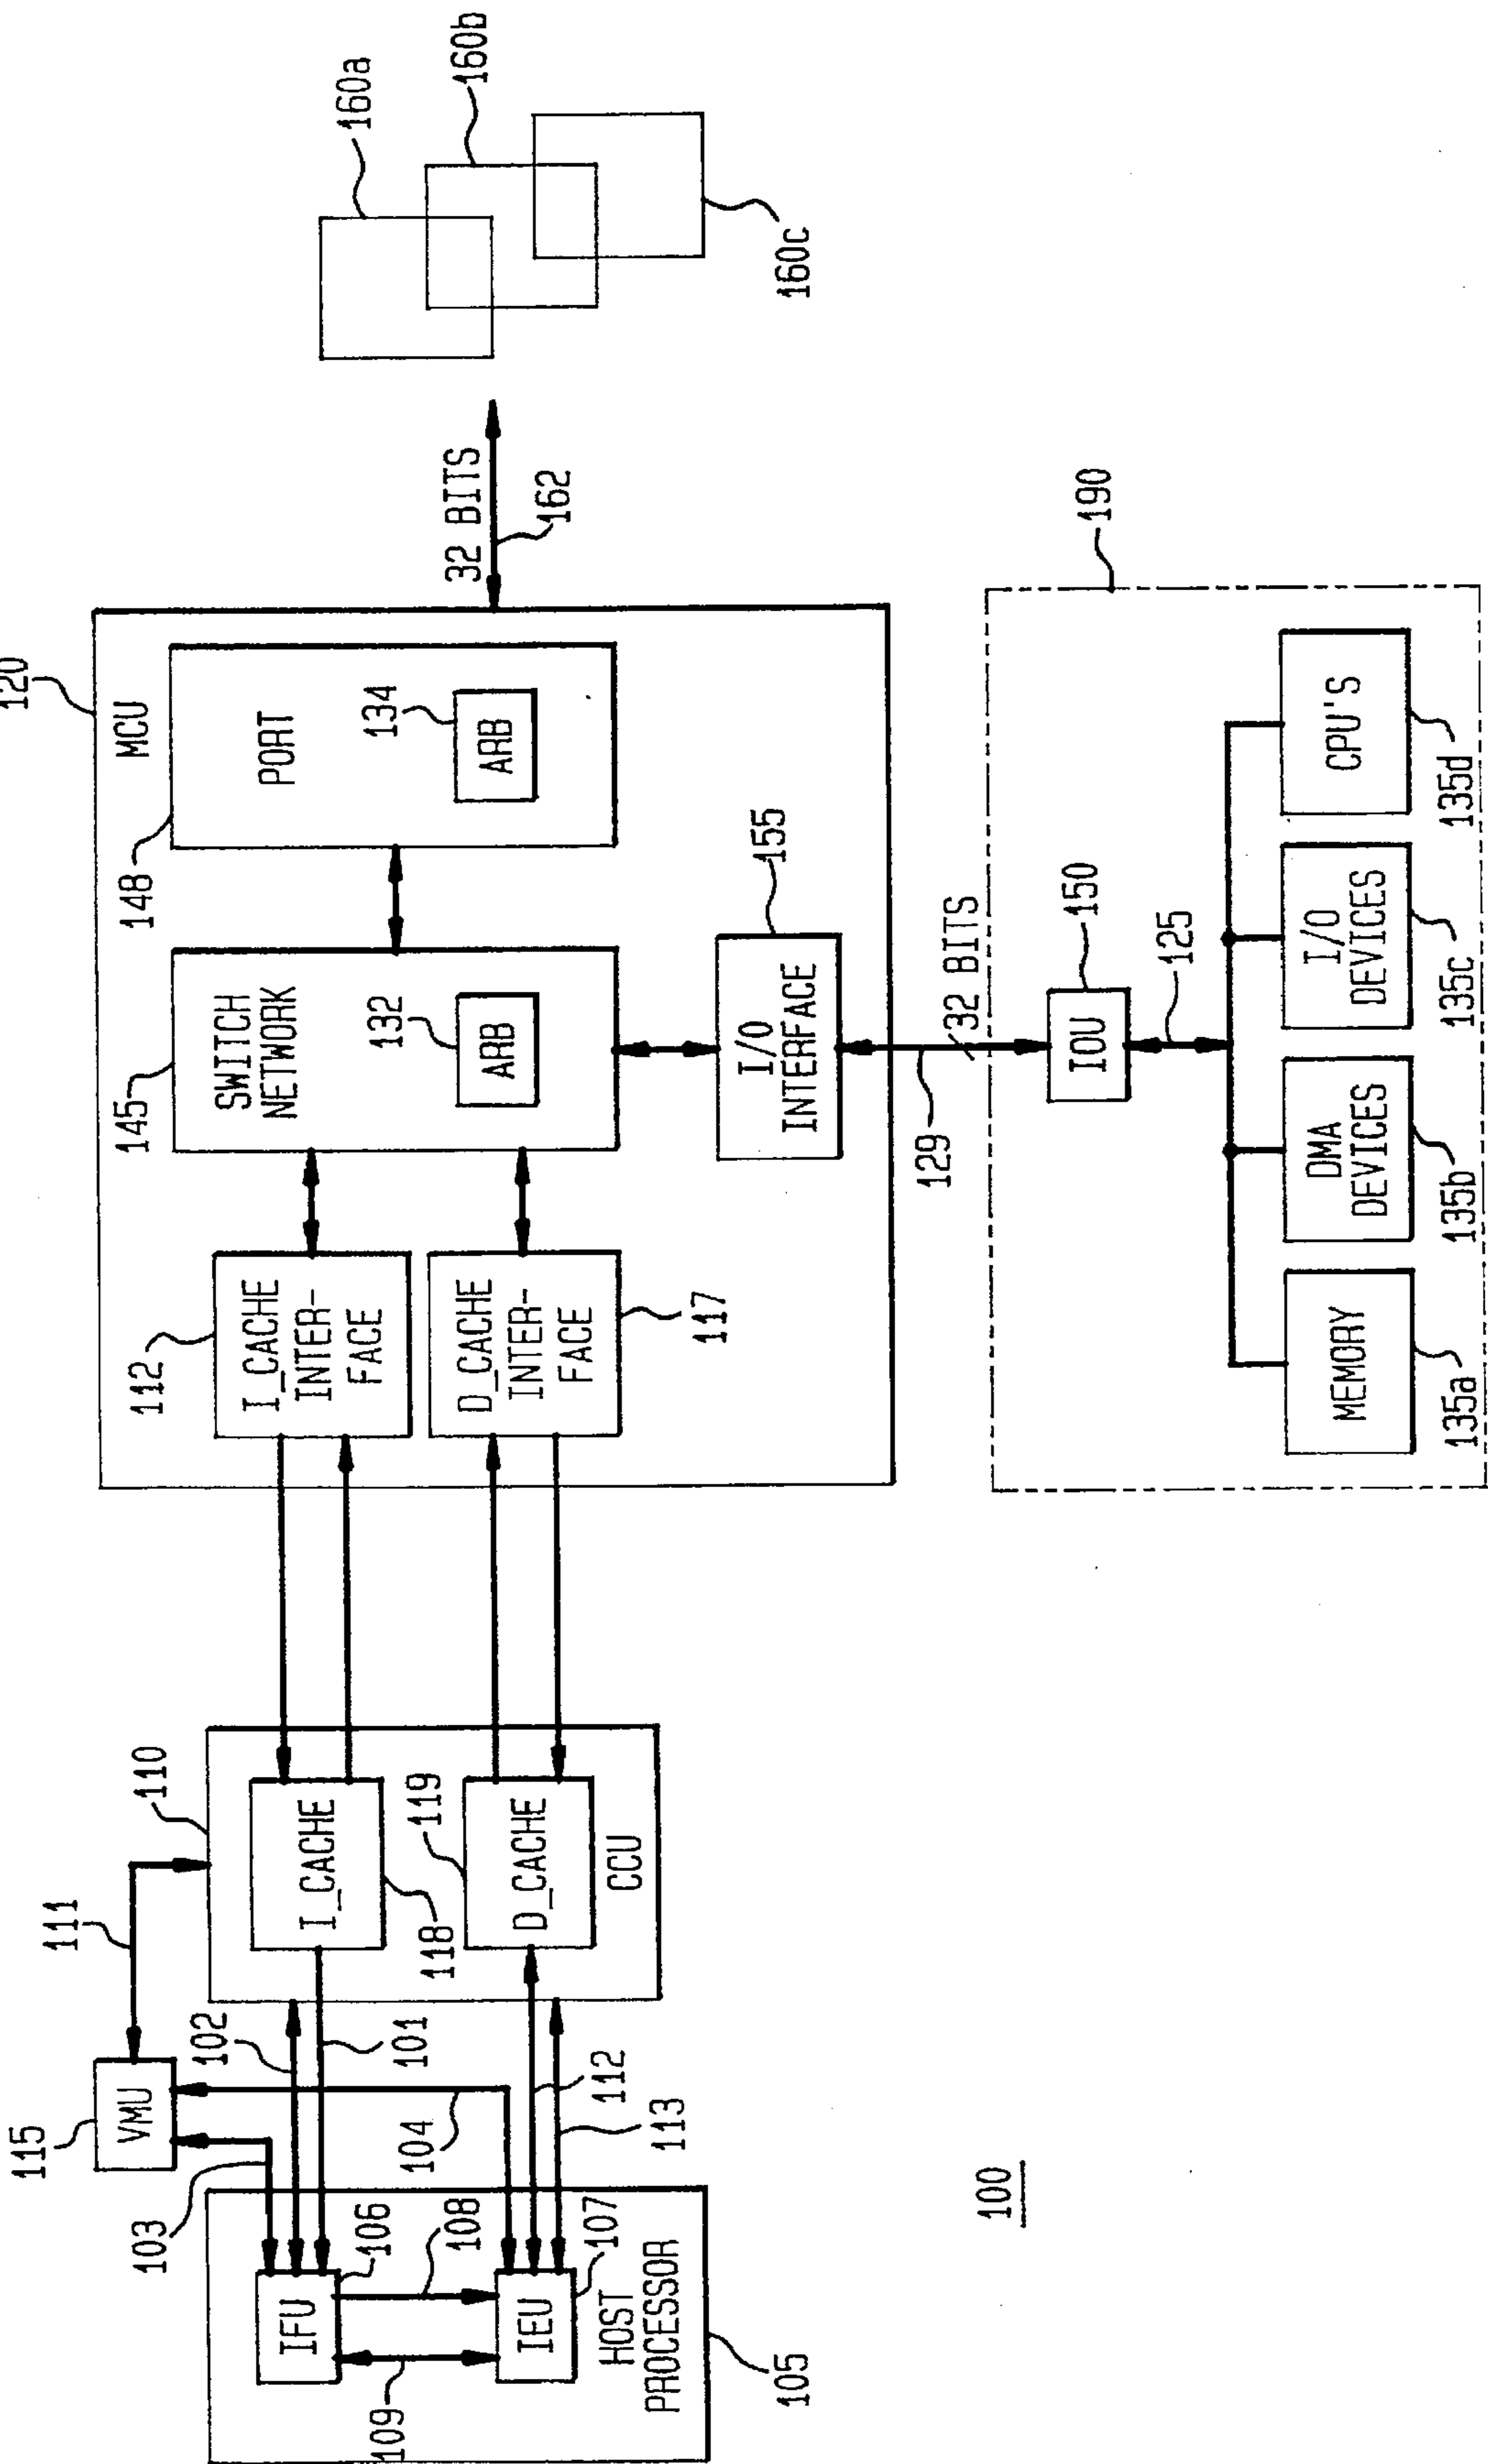 115
VMU
111
103
102
101
104
112
113
IFU
106
108
109
IEU
107
HOST
PROCESSOR
105
110
I_CACHE
118
119
D_CACHE
CCU
120
MCU
112
I_CACHE
INTER-
FACE
D_CACHE
INTER-
FACE
117
145
SWITCH
NETWORK
132
ARB
148
PORT
134
ARB
155
I/O
INTERFACE
32 BITS
162
160a
160b
160c
129
32 BITS
190
IOU
150
125
MEMORY
135a
DMA
DEVICES
135b
I/O
DEVICES
135c
CPU'S
135d
100